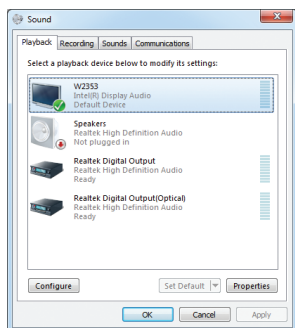 Sound
Playback Recording Sounds Communications
Select a playback device below to modify its settings:
W2353
Intel(R) Display Audio
Default Device
Speakers
Realtek High Definition Audio
Not plugged in
Realtek Digital Output
Realtek High Definition Audio
Ready
Realtek Digital Output(Optical)
Realtek High Definition Audio
Ready
Configure Set Default Properties
OK Cancel Apply